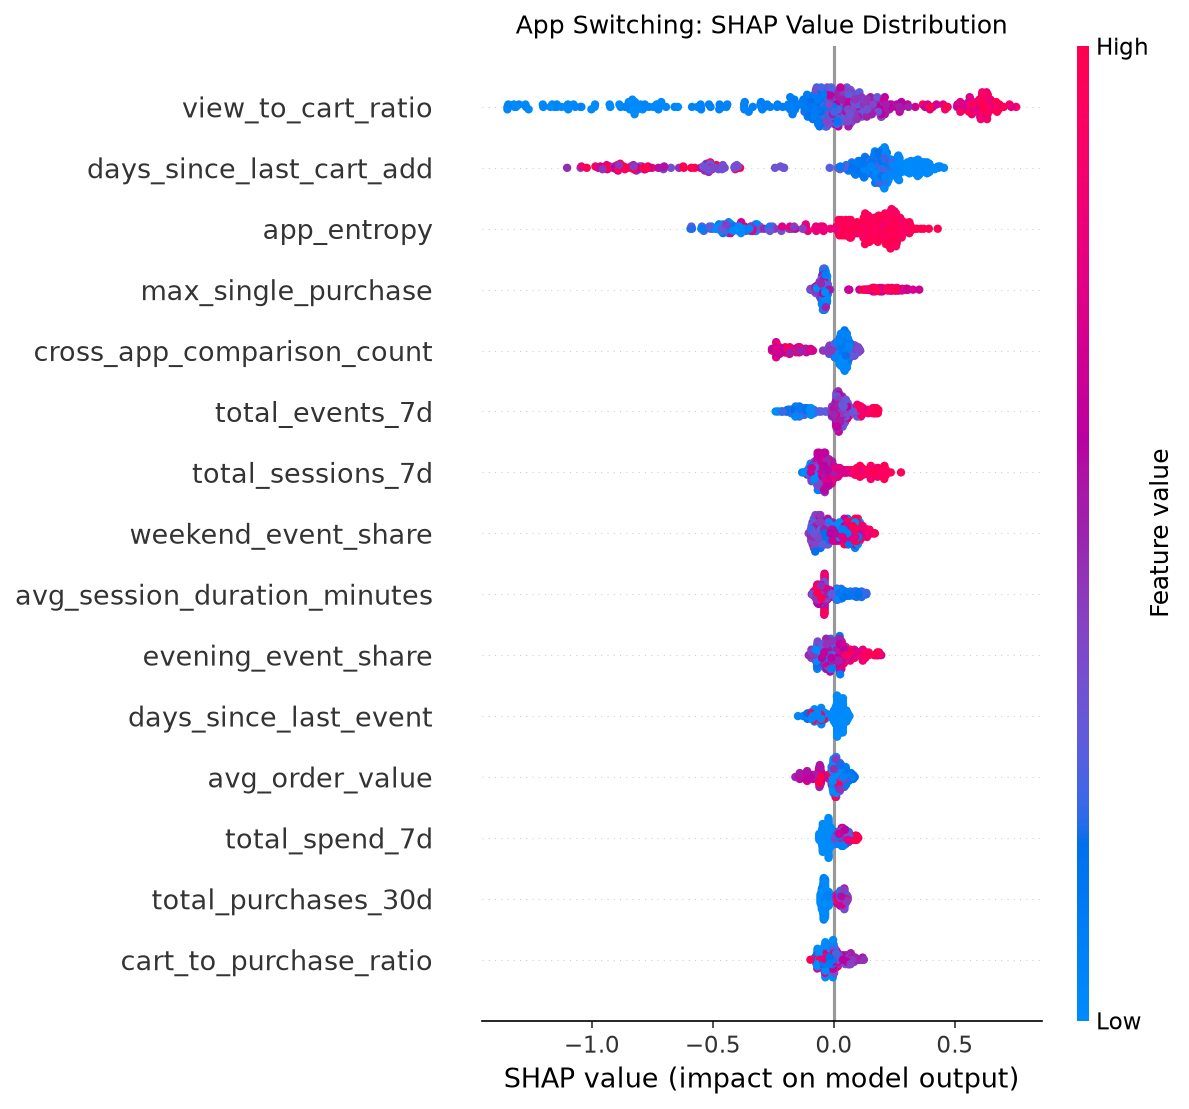 App Switching: SHAP Value Distribution
High
view_to_cart_ratio
days_since_last_cart_add
app_entropy
max_single_purchase
cross_app_comparison_count
total_events_7d
total_sessions_7d
weekend_event_share
avg_session_duration_minutes
evening_event_share
days_since_last_event
avg_order_value
total_spend_7d
total_purchases_30d
cart_to_purchase_ratio
Feature value
Low
−1.0 −0.5 0.0 0.5
SHAP value (impact on model output)